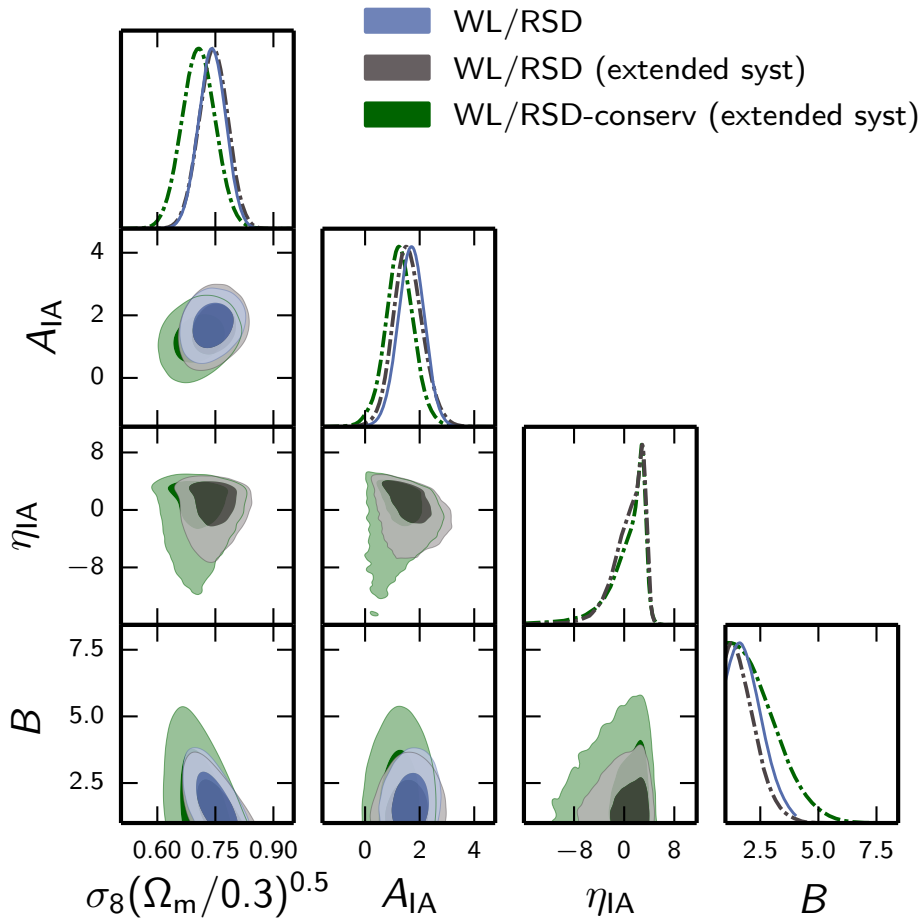 WL/RSD
WL/RSD (extended syst)
WL/RSD-conserv (extended syst)
4
2
0
A_IA
8
0
−8
η_IA
7.5
5.0
2.5
B
0.60 0.75 0.90
0 2 4
−8 0 8
2.5 5.0 7.5
σ₈(Ωₘ/0.3)^0.5
A_IA
η_IA
B